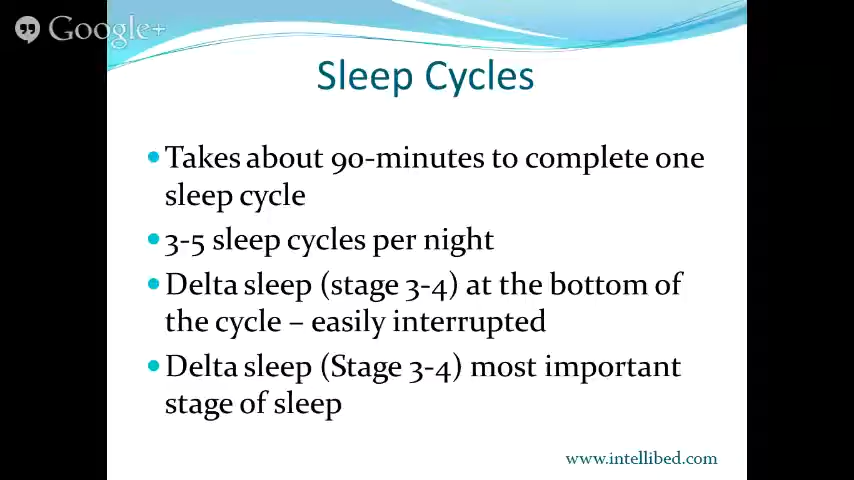 Google+
Sleep Cycles
• Takes about 90-minutes to complete one
sleep cycle
• 3-5 sleep cycles per night
• Delta sleep (stage 3-4) at the bottom of
the cycle – easily interrupted
• Delta sleep (Stage 3-4) most important
stage of sleep
www.intellibed.com